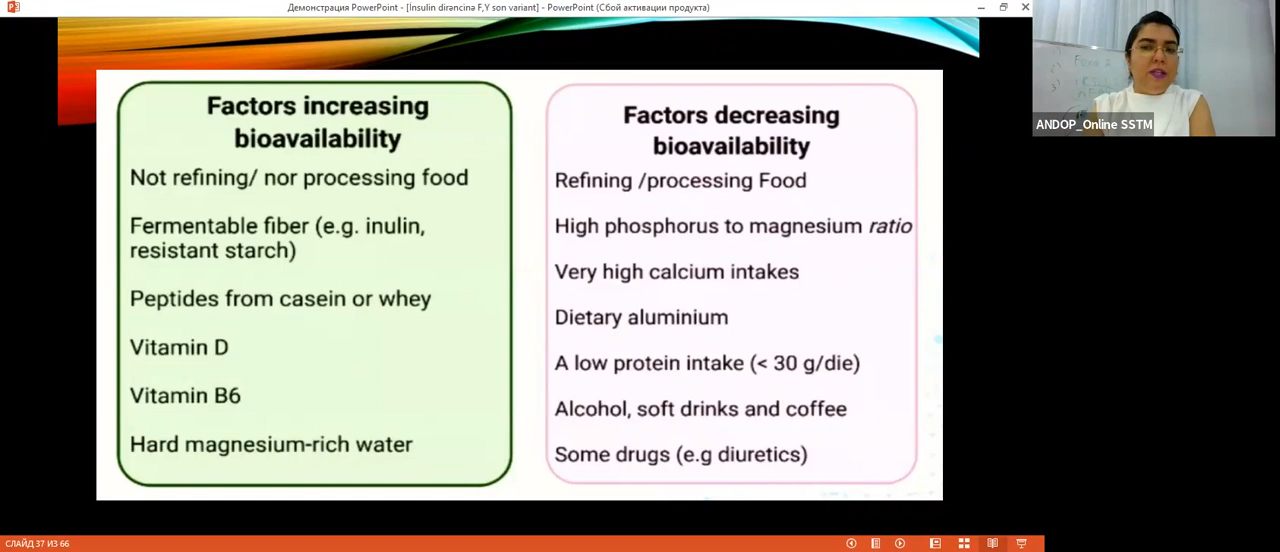 Демонстрация PowerPoint - [İnsulin dirəncinə F,Y son variant] - PowerPoint (Сбой активации продукта)
Factors increasing
bioavailability
Not refining/ nor processing food
Fermentable fiber (e.g. inulin,
resistant starch)
Peptides from casein or whey
Vitamin D
Vitamin B6
Hard magnesium-rich water
Factors decreasing
bioavailability
Refining /processing Food
High phosphorus to magnesium ratio
Very high calcium intakes
Dietary aluminium
A low protein intake (< 30 g/die)
Alcohol, soft drinks and coffee
Some drugs (e.g diuretics)
ANDOP_Online SSTM
СЛАЙД 37 ИЗ 66